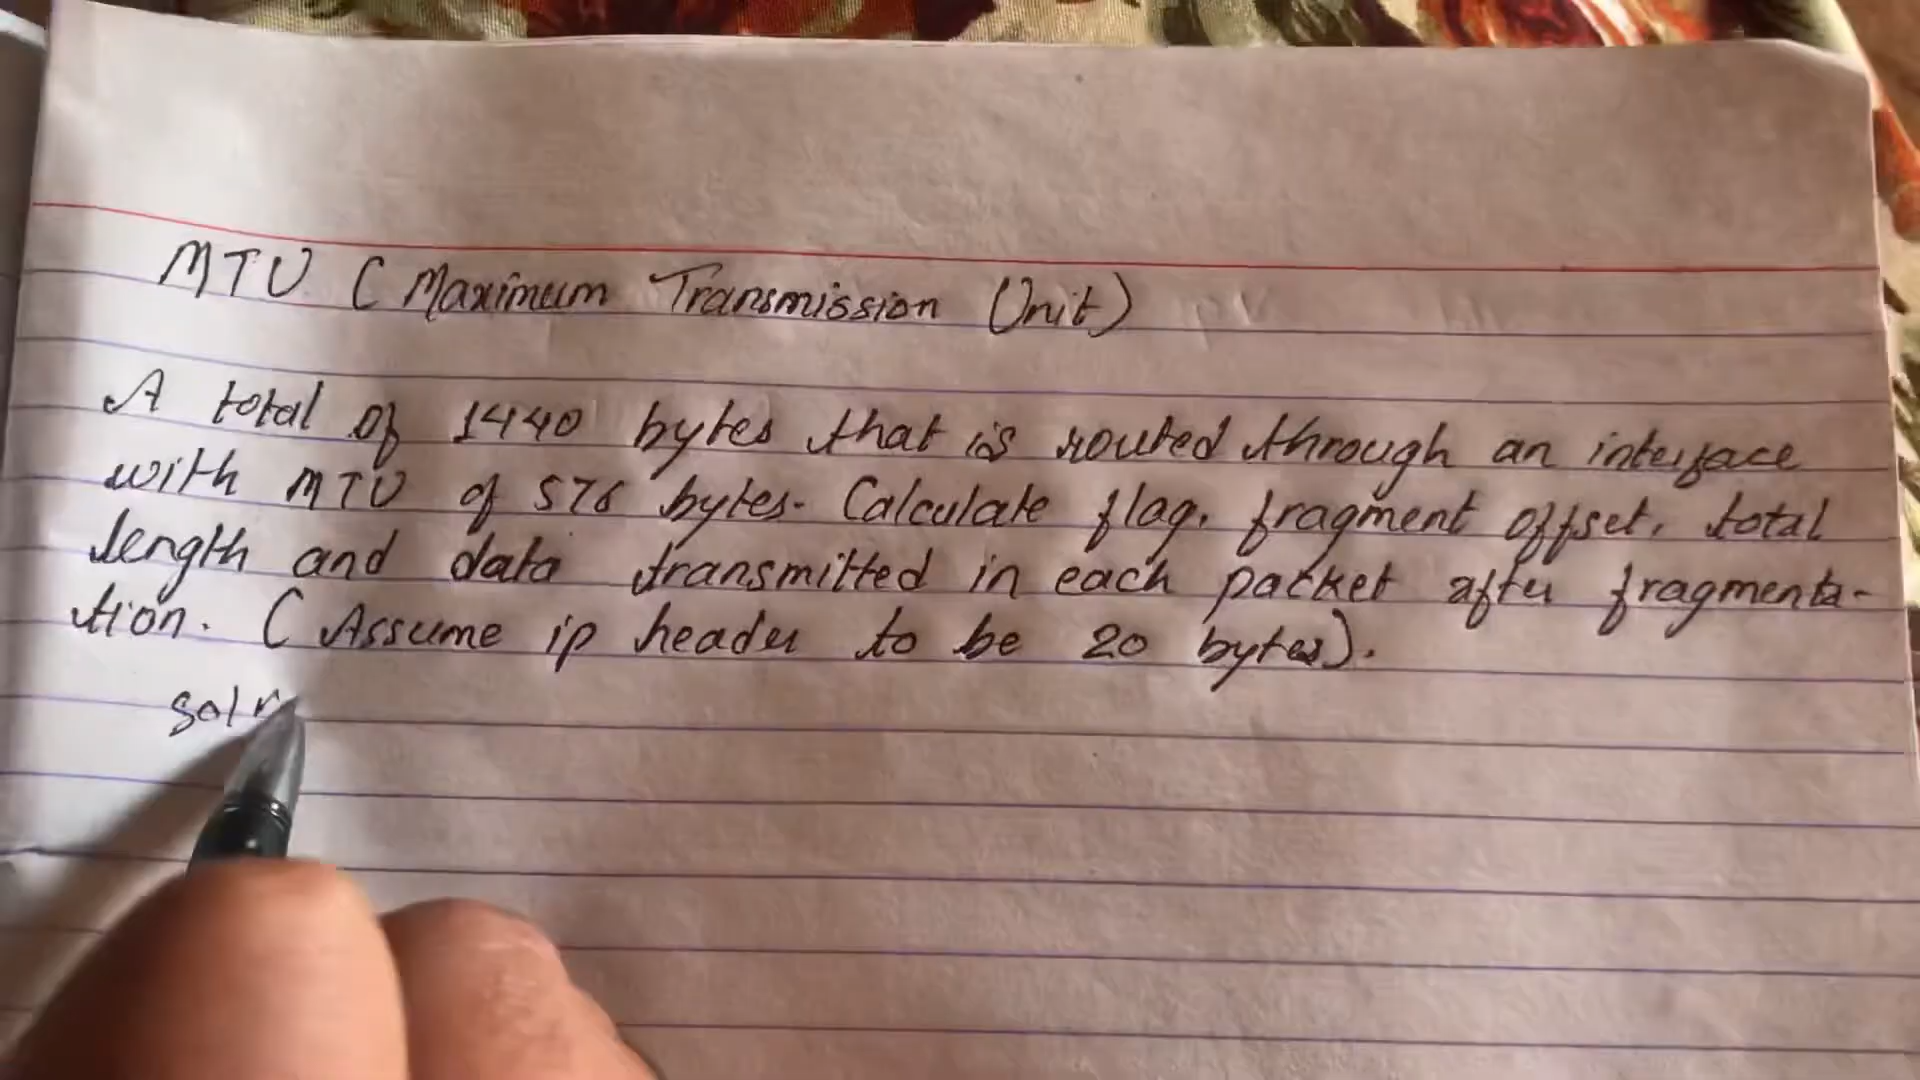 MTU (Maximum Transmission Unit)
A total of 1440 bytes that is routed through an interface
with MTU of 576 bytes. Calculate flag, fragment offset, total
length and data transmitted in each packet after fragmenta-
tion. (Assume ip header to be 20 bytes).
soln